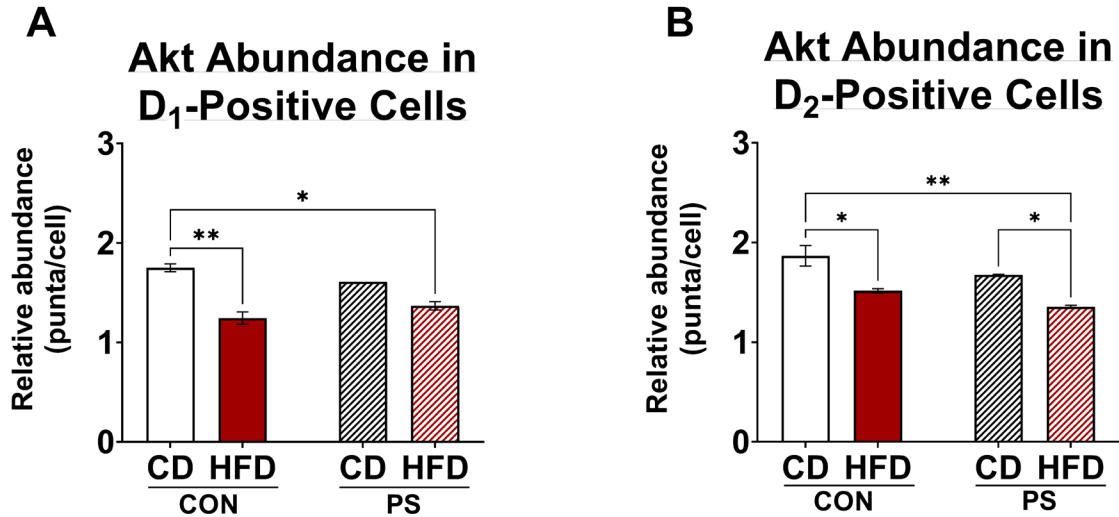 A
Akt Abundance in
D₁-Positive Cells
Relative abundance
(punta/cell)
3
2
1
0
*
**
CD HFD CD HFD
CON PS
B
Akt Abundance in
D₂-Positive Cells
Relative abundance
(punta/cell)
3
2
1
0
**
* *
CD HFD CD HFD
CON PS